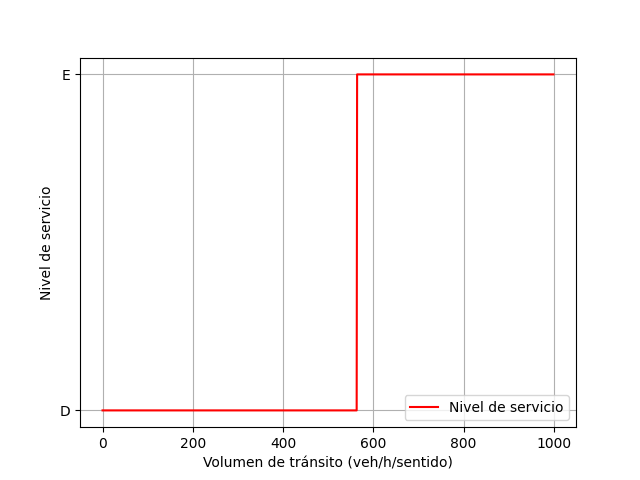 E
Nivel de servicio
D
Nivel de servicio
0 200 400 600 800 1000
Volumen de tránsito (veh/h/sentido)